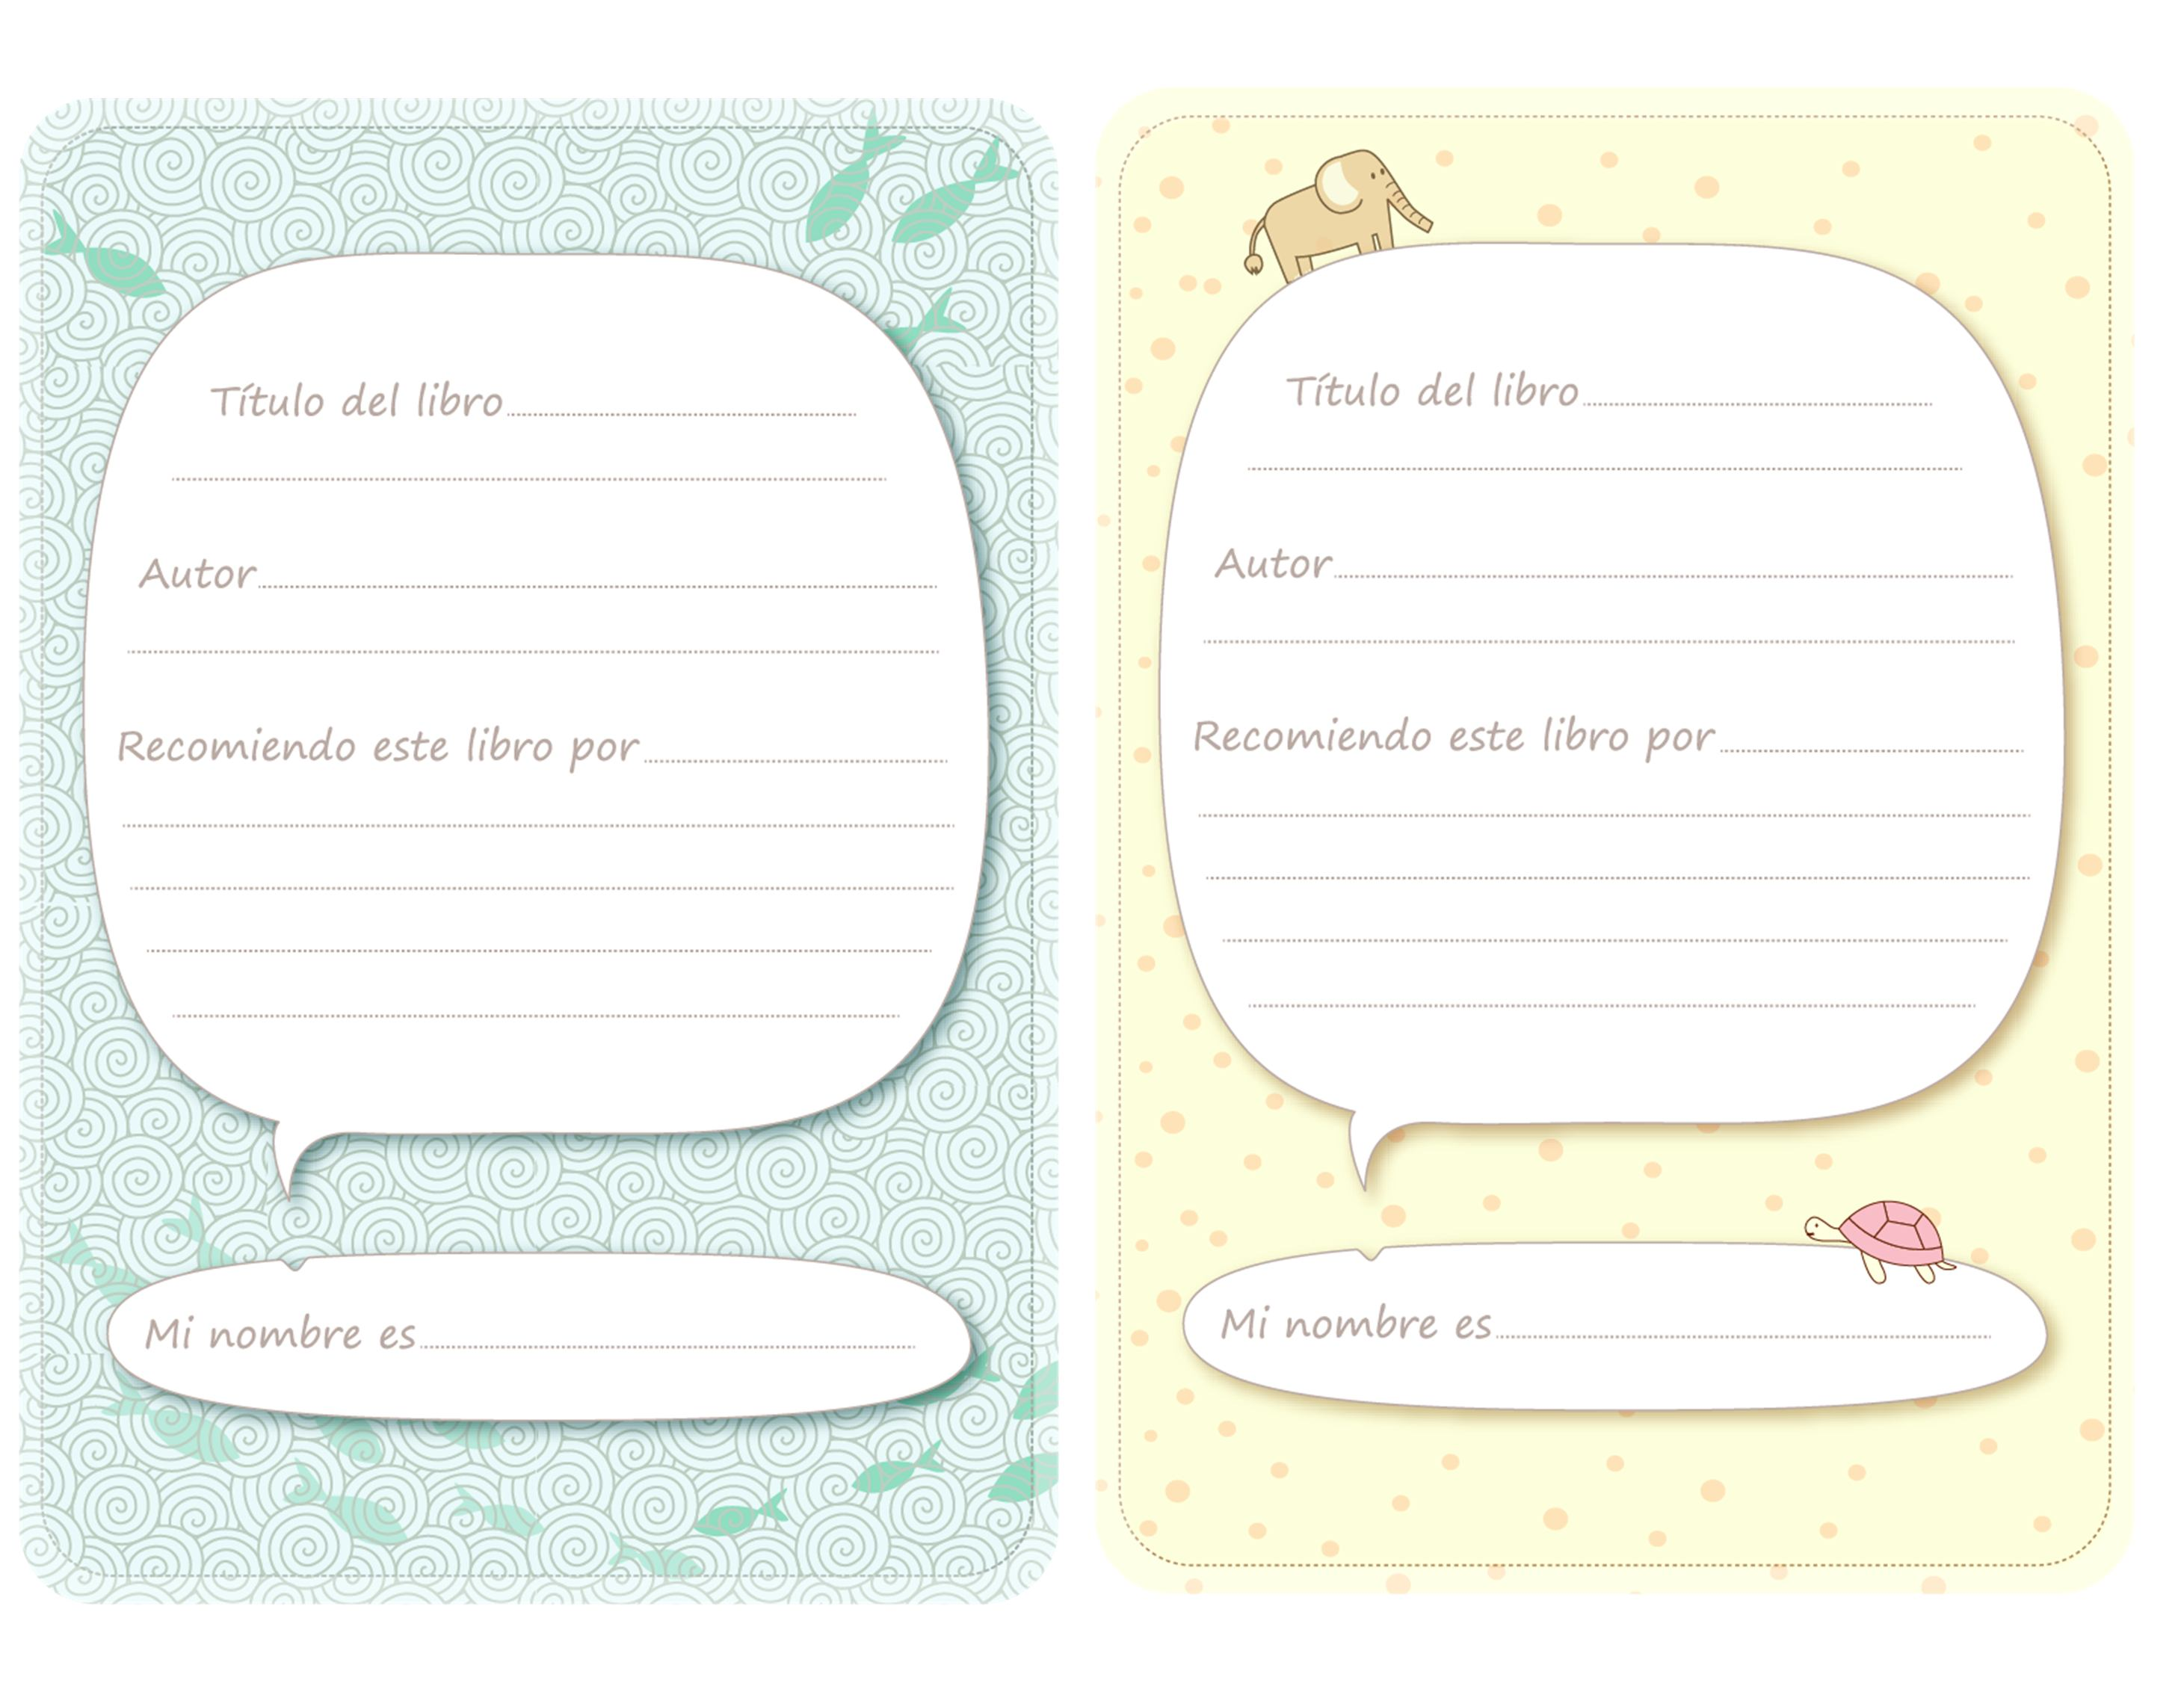 Título del libro
Autor
Recomiendo este libro por
Mi nombre es
Título del libro
Autor
Recomiendo este libro por
Mi nombre es